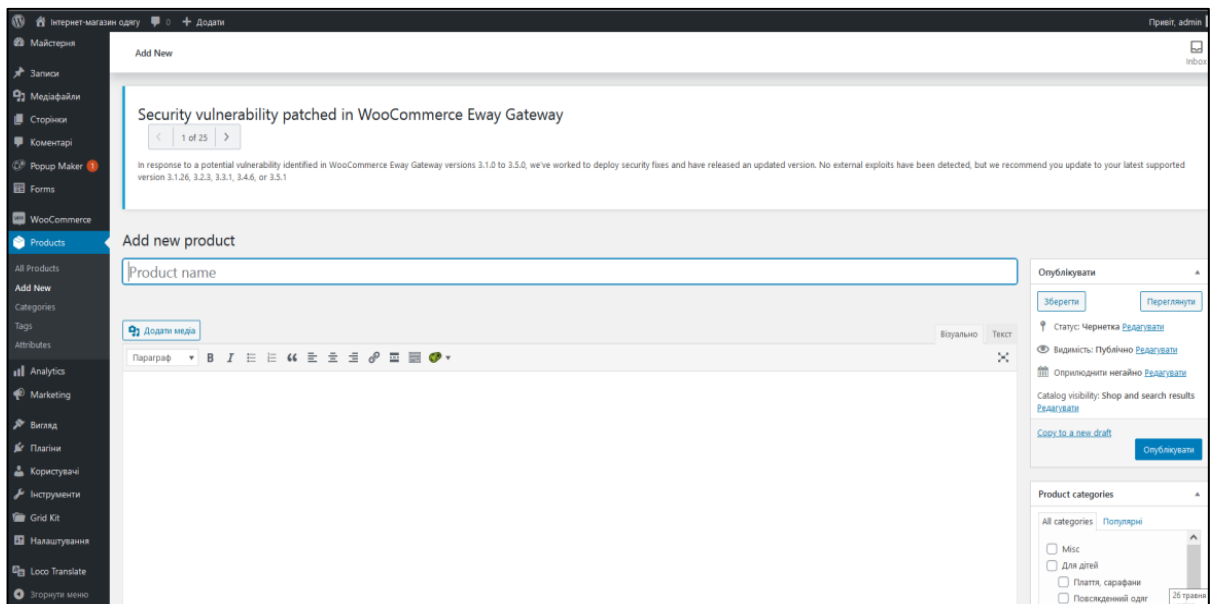 Інтернет-магазин одягу 0 Додати Привіт, admin
Майстерня
Записи
Медіафайли
Сторінки
Коментарі
Popup Maker 1
Forms
WooCommerce
Products
All Products
Add New
Categories
Tags
Attributes
Analytics
Marketing
Вигляд
Плагіни
Користувачі
Інструменти
Grid Kit
Налаштування
Loco Translate
Згорнути меню
Add New
Inbox
Security vulnerability patched in WooCommerce Eway Gateway
< 1 of 25 >
In response to a potential vulnerability identified in WooCommerce Eway Gateway versions 3.1.0 to 3.5.0, we've worked to deploy security fixes and have released an updated version. No external exploits have been detected, but we recommend you update to your latest supported
version 3.1.26, 3.2.3, 3.3.1, 3.4.6, or 3.5.1
Add new product
Product name
Додати медіа
Візуально Текст
Параграф B I
Опублікувати
Зберегти Переглянути
Статус: Чернетка Редагувати
Видимість: Публічно Редагувати
Оприлюднити негайно Редагувати
Catalog visibility: Shop and search results
Редагувати
Copy to a new draft
Опублікувати
Product categories
All categories Популярні
Misc
Для дітей
Плаття, сарафани
Повсякденний одяг
26 травня